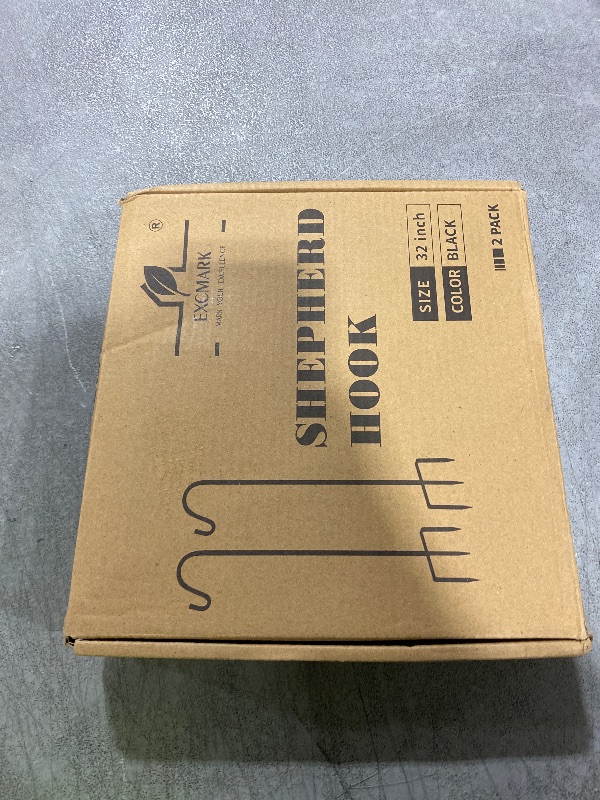 ®
EXCMARK
MARK YOUR EXCELLENCE
SHEPHERD
HOOK
SIZE 32 inch
COLOR BLACK
2 PACK